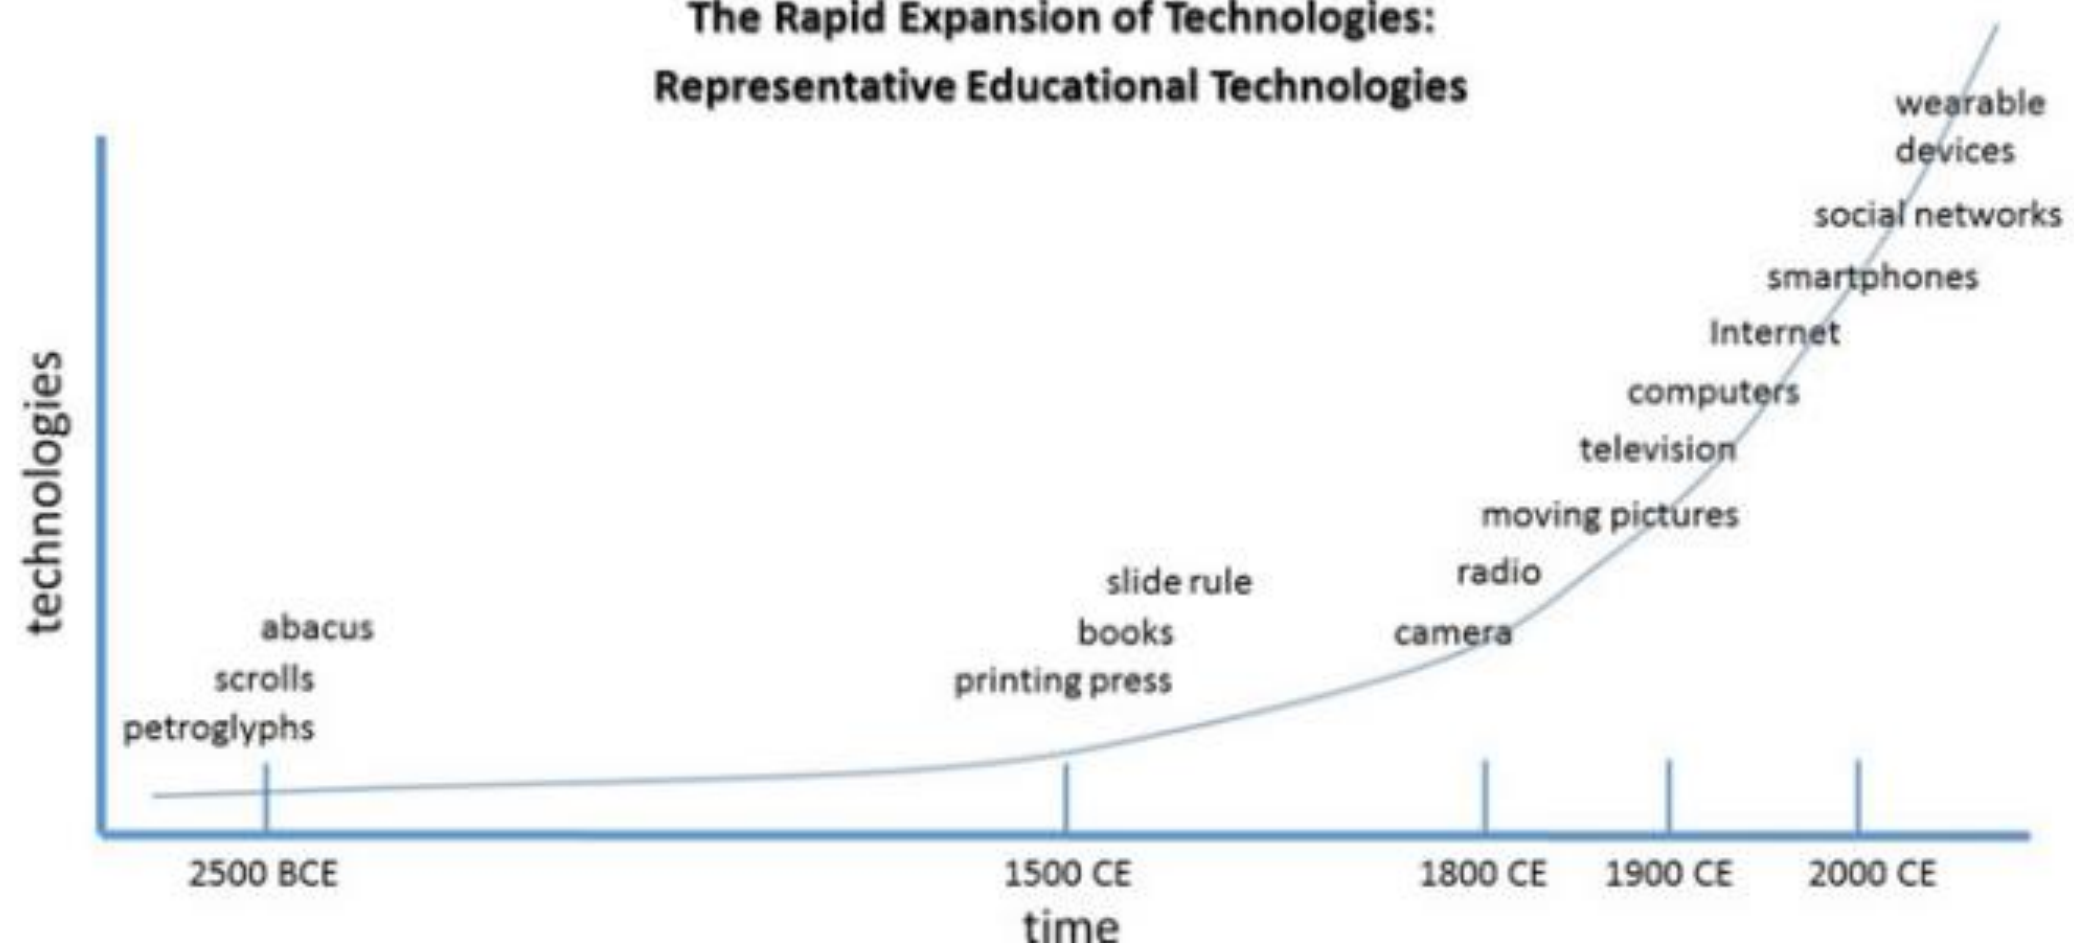 The Rapid Expansion of Technologies:
Representative Educational Technologies
wearable
devices
social networks
smartphones
Internet
computers
television
moving pictures
radio
camera
slide rule
books
printing press
abacus
scrolls
petroglyphs
technologies
2500 BCE
1500 CE
1800 CE
1900 CE
2000 CE
time